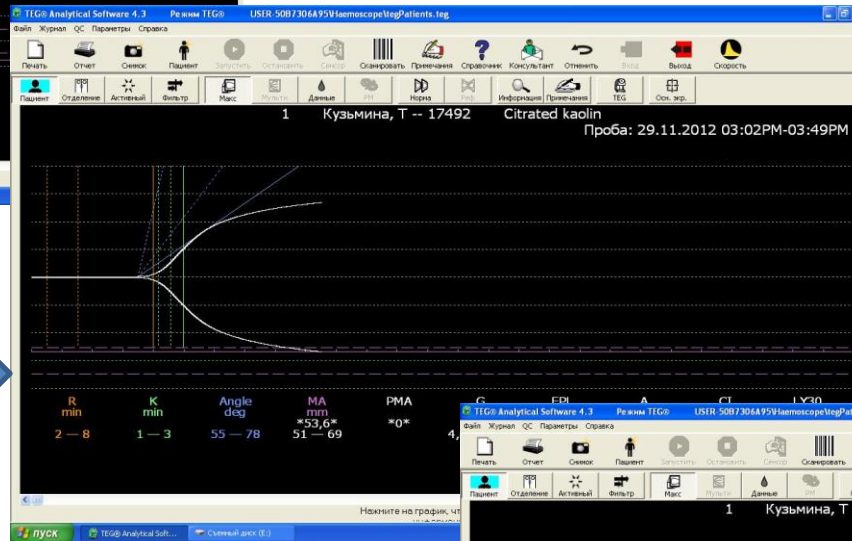 TEG® Analytical Software 4.3 Режим TEG® USER-50B7306A95\Haemoscope\tegPatients.teg
Файл Журнал QC Параметры Справка
Печать Отчет Снимок Пациент Запустить Остановить Сенсор Сканировать Примечания Справочник Консультант Отменить Вход Выход Скорость
Пациент Отделение Активный Фильтр Макс Мульти Данные PM Норма Реф Информация Примечания TEG Осн. экр.
1 Кузьмина, Т -- 17492 Citrated kaolin
Проба: 29.11.2012 03:02PM-03:49PM
R K Angle MA PMA G EPL A CI LY30
min min deg mm
*53,6* *0*
2 — 8 1 — 3 55 — 78 51 — 69 4,
Нажмите на график, чт
пуск TEG® Analytical Soft... Съемный диск (E:)
TEG® Analytical Software 4.3 Режим TEG® USER-50B7306A95\Haemoscope\tegPat
Файл Журнал QC Параметры Справка
Печать Отчет Снимок Пациент Запустить Остановить Сенсор Сканировать
Пациент Отделение Активный Фильтр Макс Мульти Данные PM
1 Кузьмина, Т